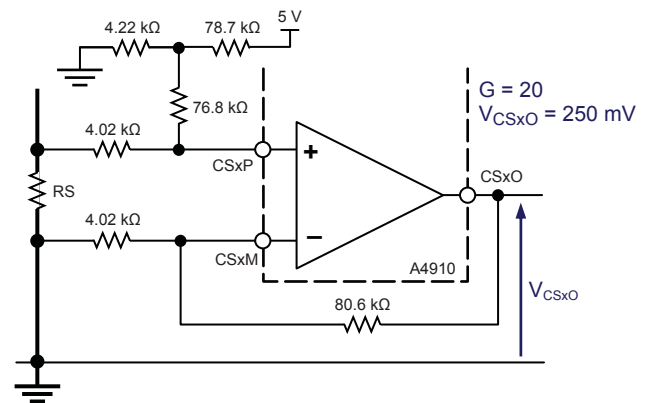 5 V
4.22 kΩ
78.7 kΩ
76.8 kΩ
G = 20
VCSxO = 250 mV
4.02 kΩ
CSxP
+
CSxO
RS
4.02 kΩ
CSxM
–
A4910
VCSxO
80.6 kΩ